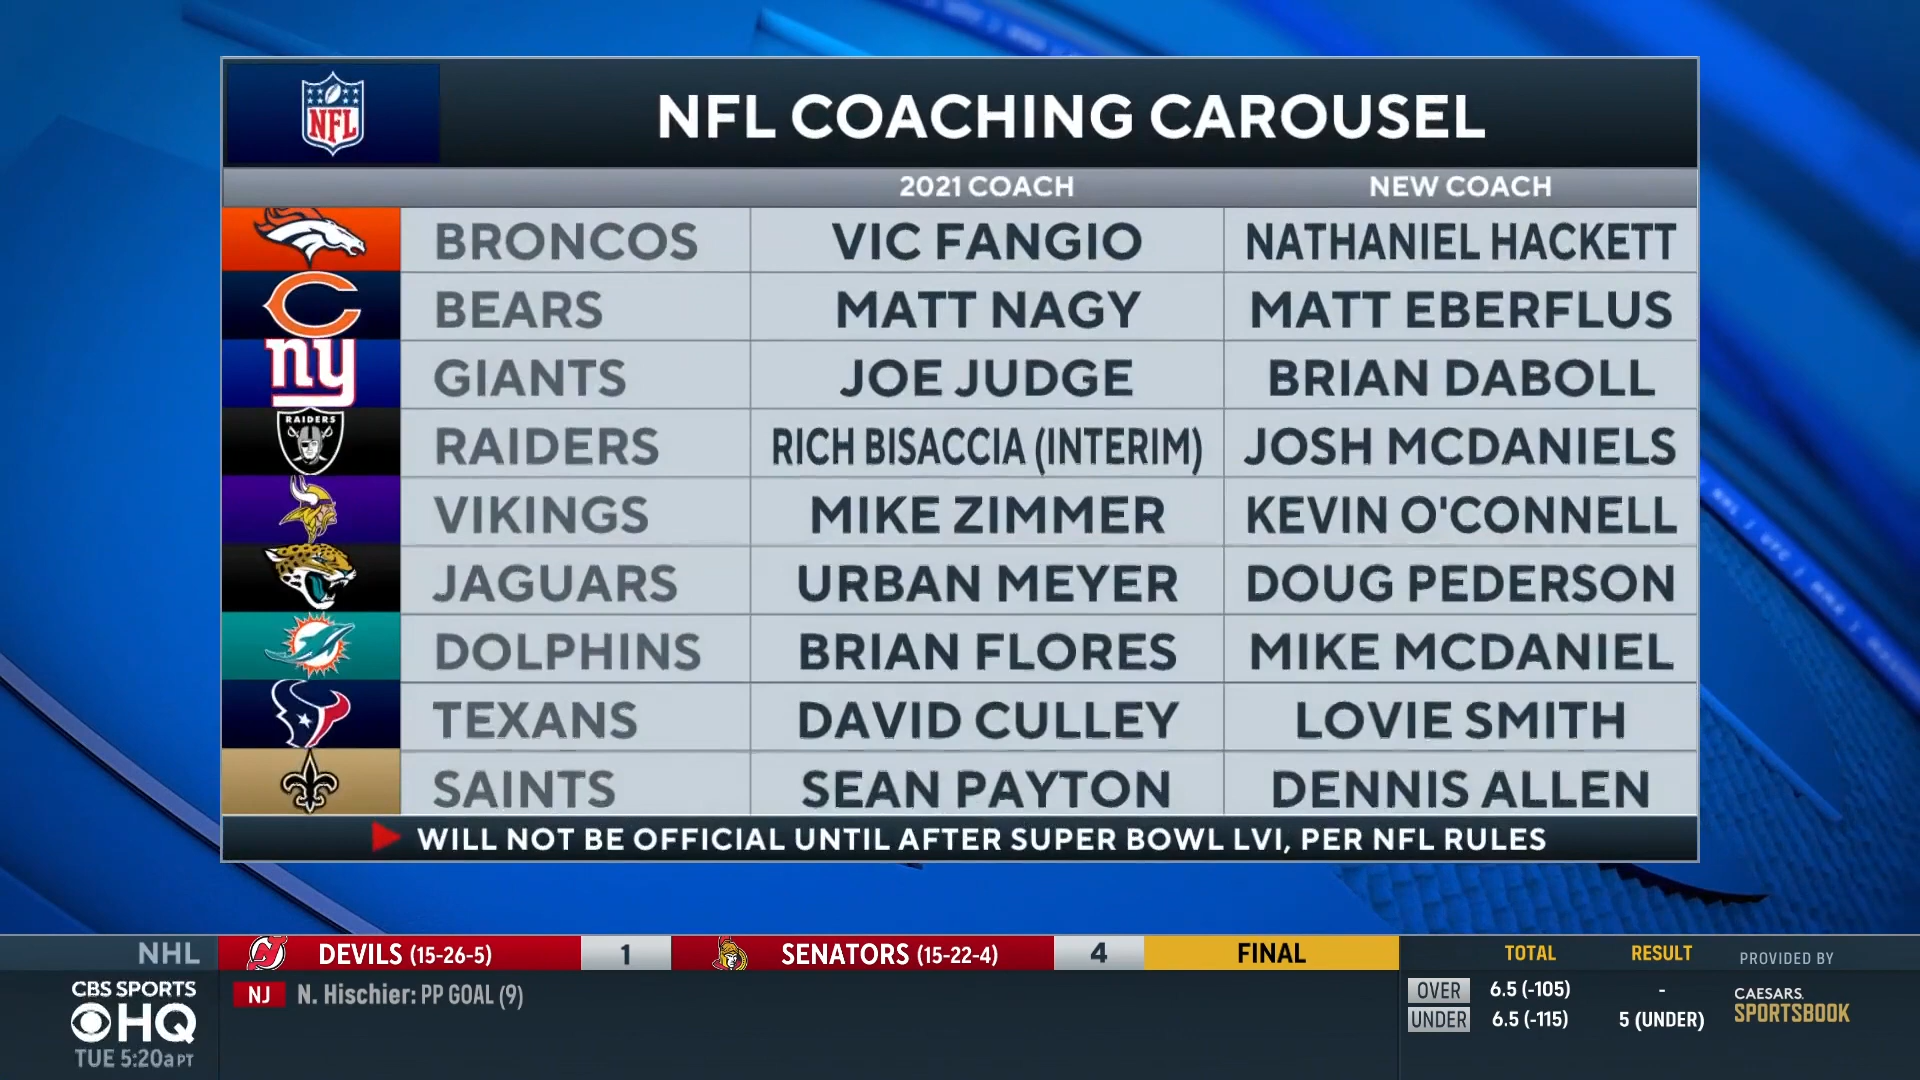 NFL
NFL COACHING CAROUSEL
2021 COACH NEW COACH
BRONCOS VIC FANGIO NATHANIEL HACKETT
BEARS MATT NAGY MATT EBERFLUS
ny GIANTS JOE JUDGE BRIAN DABOLL
RAIDERS RAIDERS RICH BISACCIA (INTERIM) JOSH MCDANIELS
VIKINGS MIKE ZIMMER KEVIN O'CONNELL
JAGUARS URBAN MEYER DOUG PEDERSON
DOLPHINS BRIAN FLORES MIKE MCDANIEL
TEXANS DAVID CULLEY LOVIE SMITH
SAINTS SEAN PAYTON DENNIS ALLEN
WILL NOT BE OFFICIAL UNTIL AFTER SUPER BOWL LVI, PER NFL RULES
NHL DEVILS (15-26-5) 1 SENATORS (15-22-4) 4 FINAL TOTAL RESULT PROVIDED BY
CBS SPORTS HQ
TUE 5:20a PT
NJ N. Hischier: PP GOAL (9)
OVER 6.5 (-105) -
UNDER 6.5 (-115) 5 (UNDER)
CAESARS
SPORTSBOOK